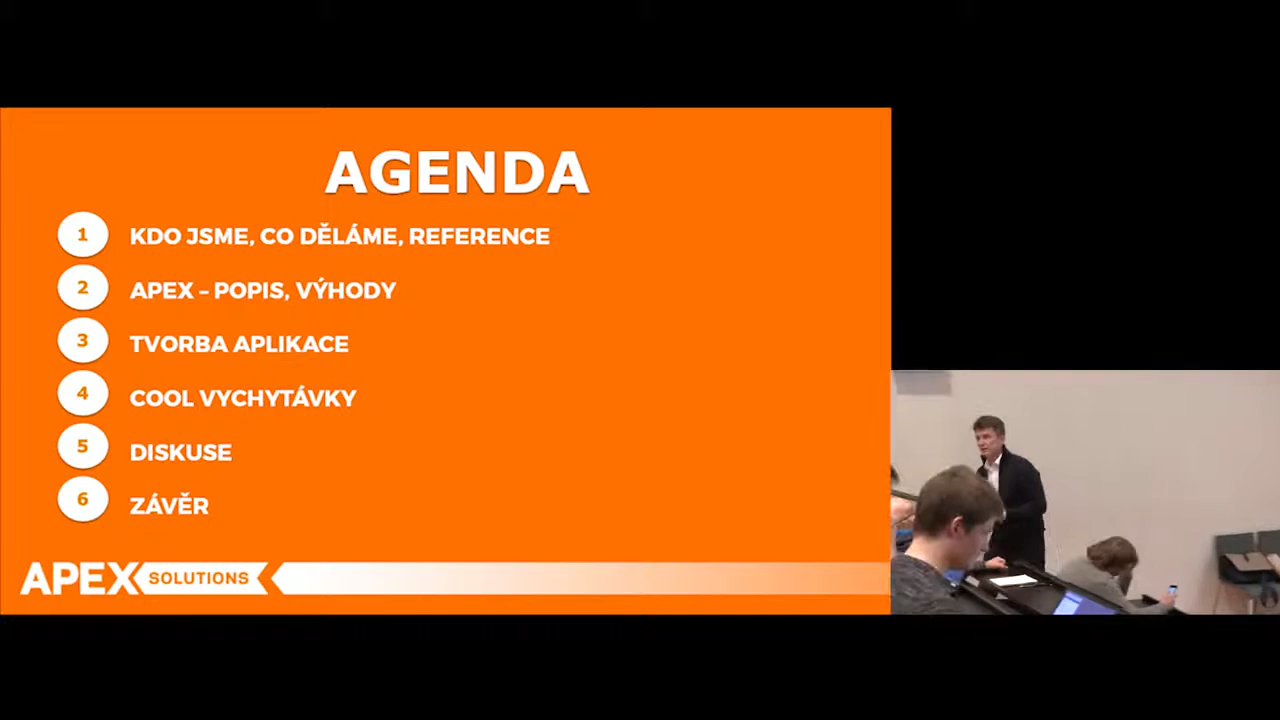 AGENDA
1 KDO JSME, CO DĚLÁME, REFERENCE
2 APEX – POPIS, VÝHODY
3 TVORBA APLIKACE
4 COOL VYCHYTÁVKY
5 DISKUSE
6 ZÁVĚR
APEX SOLUTIONS